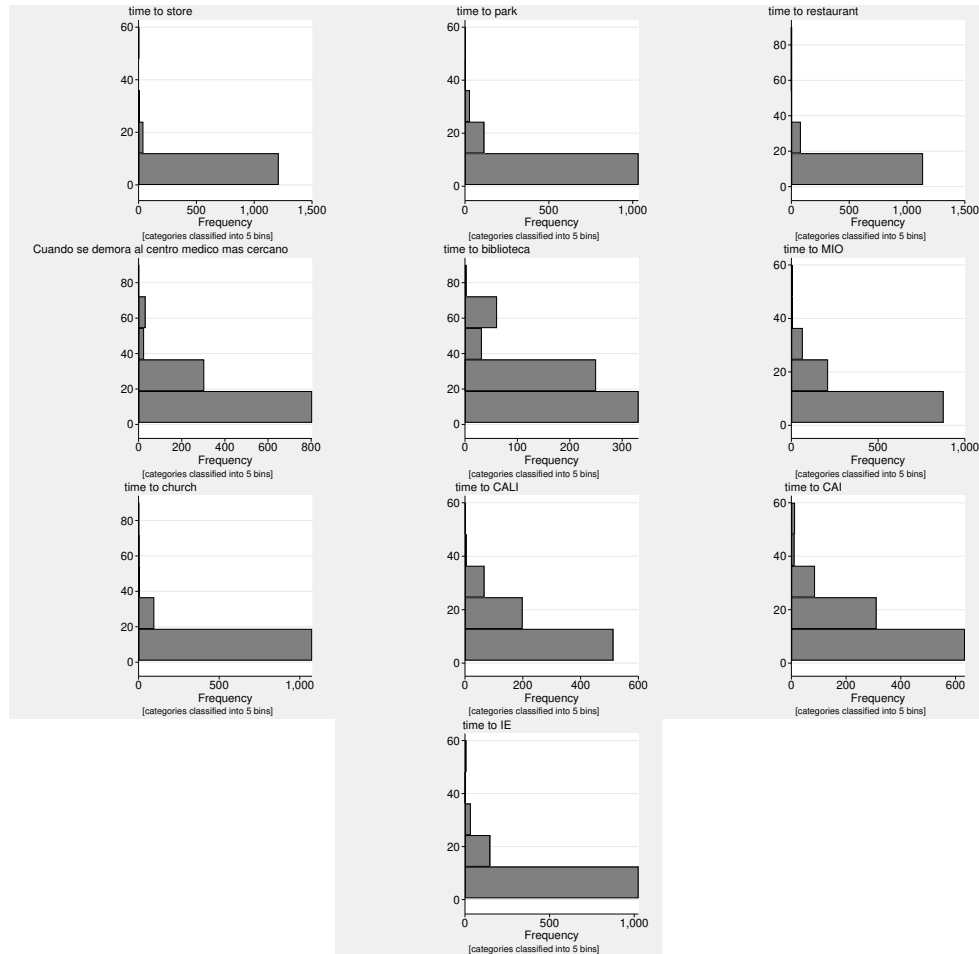 time to store
60
40
20
0
0 500 1,000 1,500
Frequency
[categories classified into 5 bins]
time to park
60
40
20
0
0 500 1,000
Frequency
[categories classified into 5 bins]
time to restaurant
100
80
60
40
20
0
0 500 1,000 1,500
Frequency
[categories classified into 5 bins]
Cuando se demora al centro medico mas cercano
80
60
40
20
0
0 200 400 600 800
Frequency
[categories classified into 5 bins]
time to biblioteca
80
60
40
20
0
0 100 200 300
Frequency
[categories classified into 5 bins]
time to MIO
60
40
20
0
0 500 1,000
Frequency
[categories classified into 5 bins]
time to church
80
60
40
20
0
0 500 1,000
Frequency
[categories classified into 5 bins]
time to CALI
60
40
20
0
0 200 400 600
Frequency
[categories classified into 5 bins]
time to CAI
60
40
20
0
0 200 400 600
Frequency
[categories classified into 5 bins]
time to IE
60
40
20
0
0 500 1,000
Frequency
[categories classified into 5 bins]